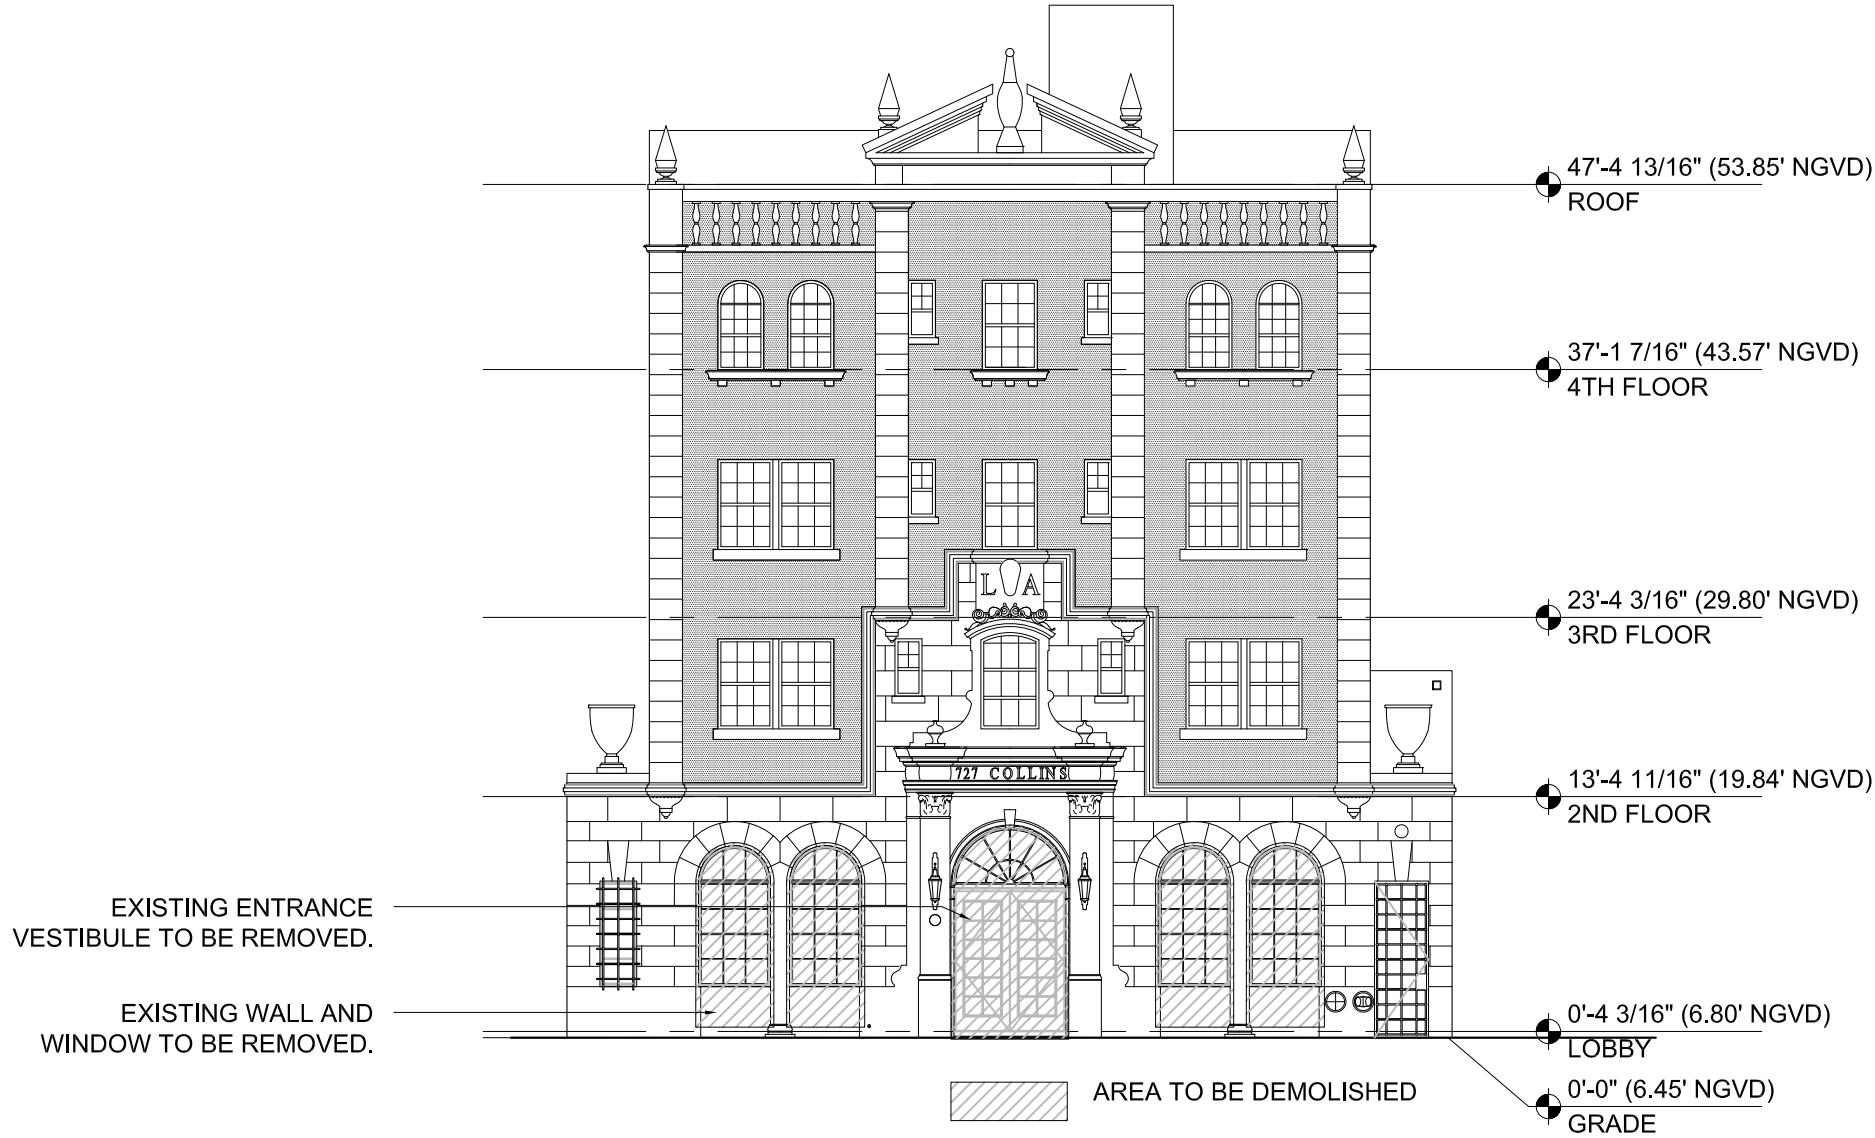 47'-4 13/16" (53.85' NGVD)
ROOF
37'-1 7/16" (43.57' NGVD)
4TH FLOOR
L A
23'-4 3/16" (29.80' NGVD)
3RD FLOOR
727 COLLINS
13'-4 11/16" (19.84' NGVD)
2ND FLOOR
EXISTING ENTRANCE
VESTIBULE TO BE REMOVED.
EXISTING WALL AND
WINDOW TO BE REMOVED.
0'-4 3/16" (6.80' NGVD)
LOBBY
AREA TO BE DEMOLISHED
0'-0" (6.45' NGVD)
GRADE